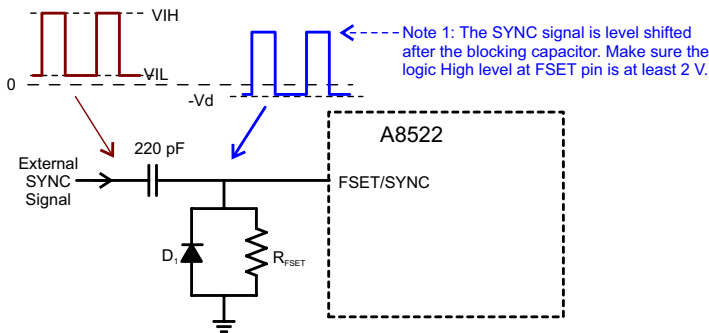 VIH
VIL
0
-Vd
Note 1: The SYNC signal is level shifted
after the blocking capacitor. Make sure the
logic High level at FSET pin is at least 2 V.
A8522
220 pF
External
SYNC
Signal
FSET/SYNC
D1
RFSET